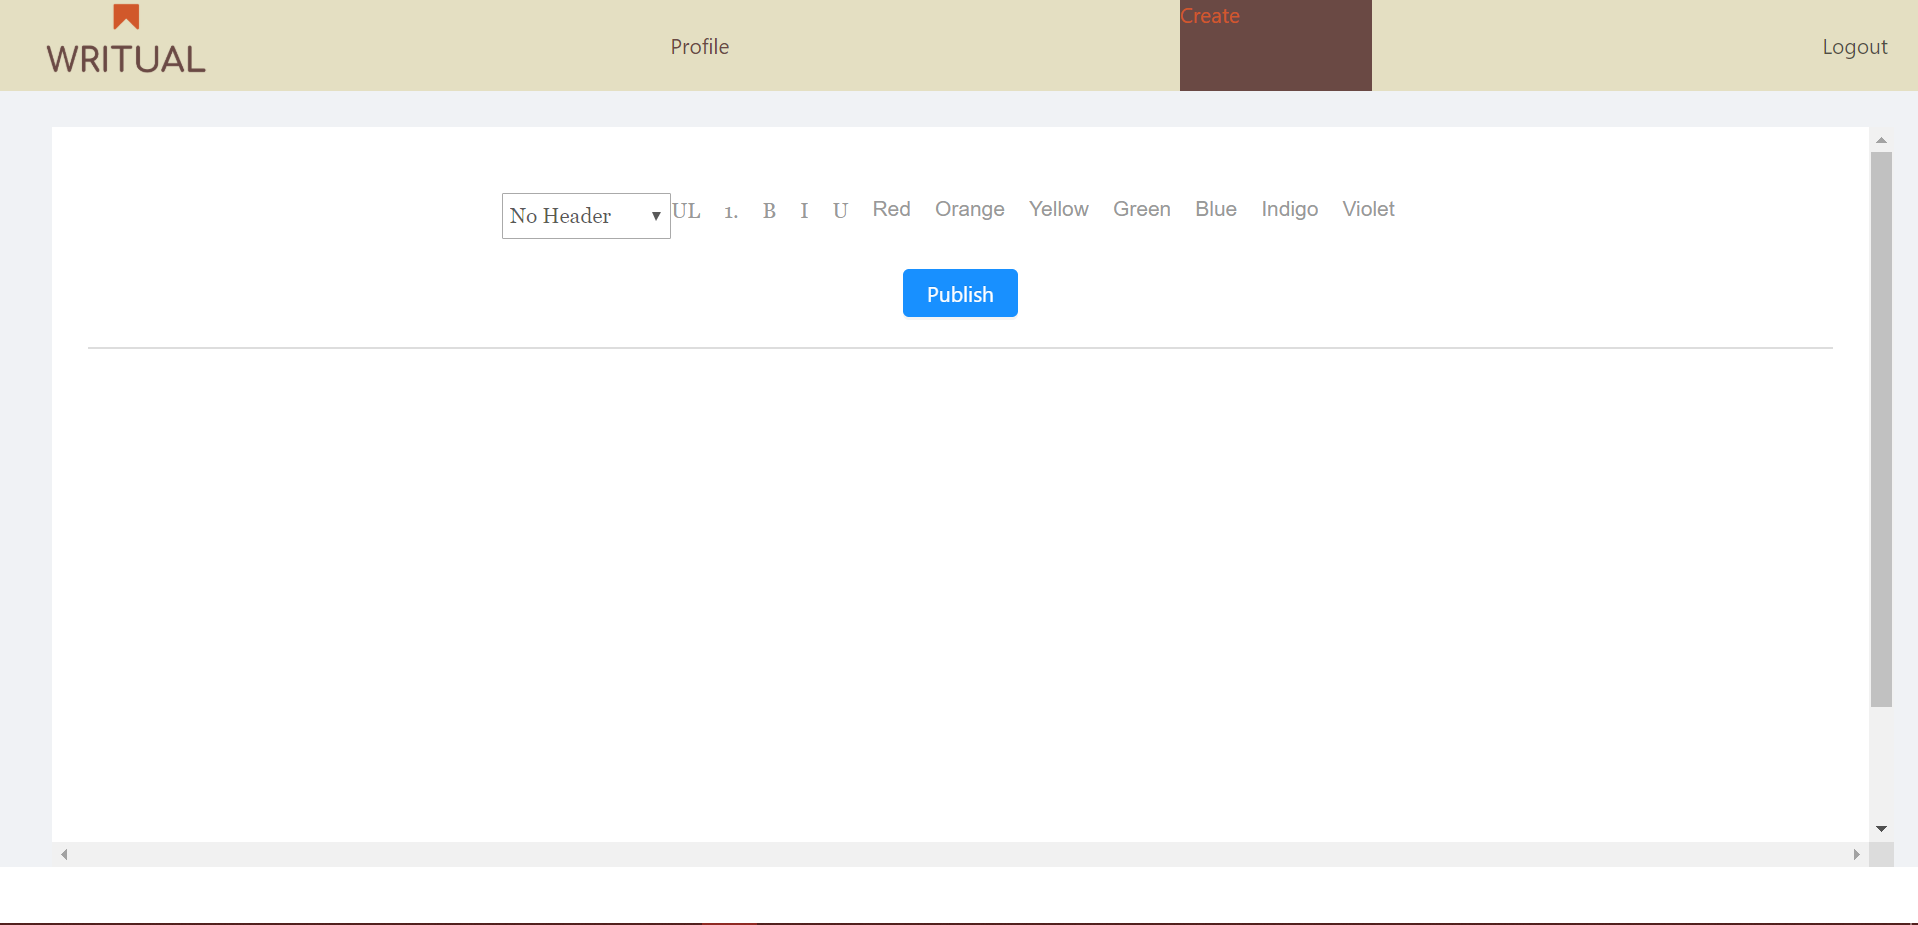 WRITUAL Profile Create Logout
No Header UL 1. B I U Red Orange Yellow Green Blue Indigo Violet
Publish